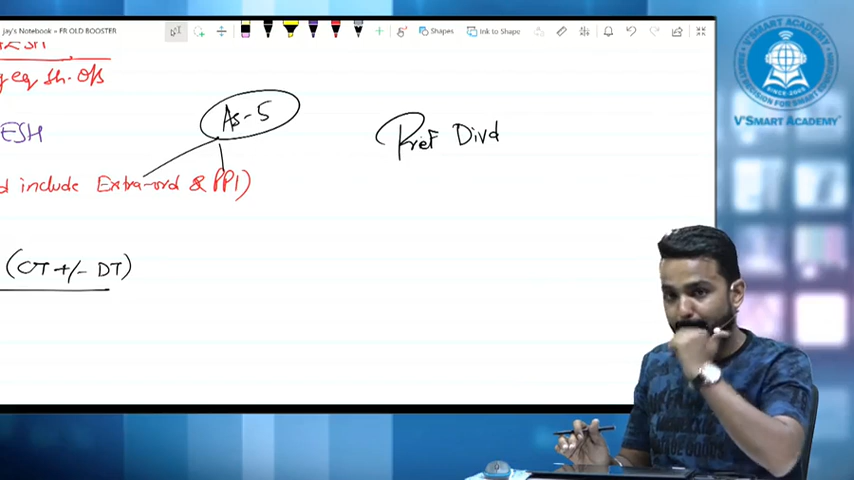 Jay's Notebook » FR OLD BOOSTER
Shapes
Ink to Shape
g eq sh. o/s
As-5
Pref Divd
ESH
d include Extra-ord & PPI)
(CT +/- DT)
V'SMART ACADEMY
SINCE-2005
V'SMART ACADEMY